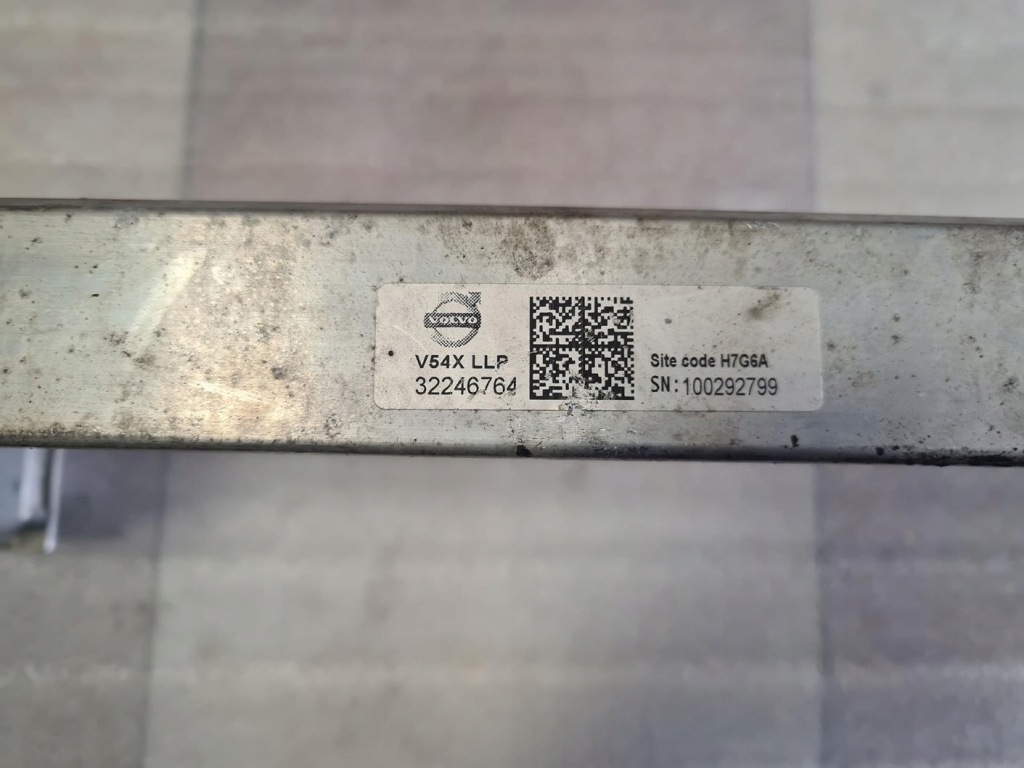 VOLVO
V54X LLP
32246764
Site code H7G6A
SN:100292799